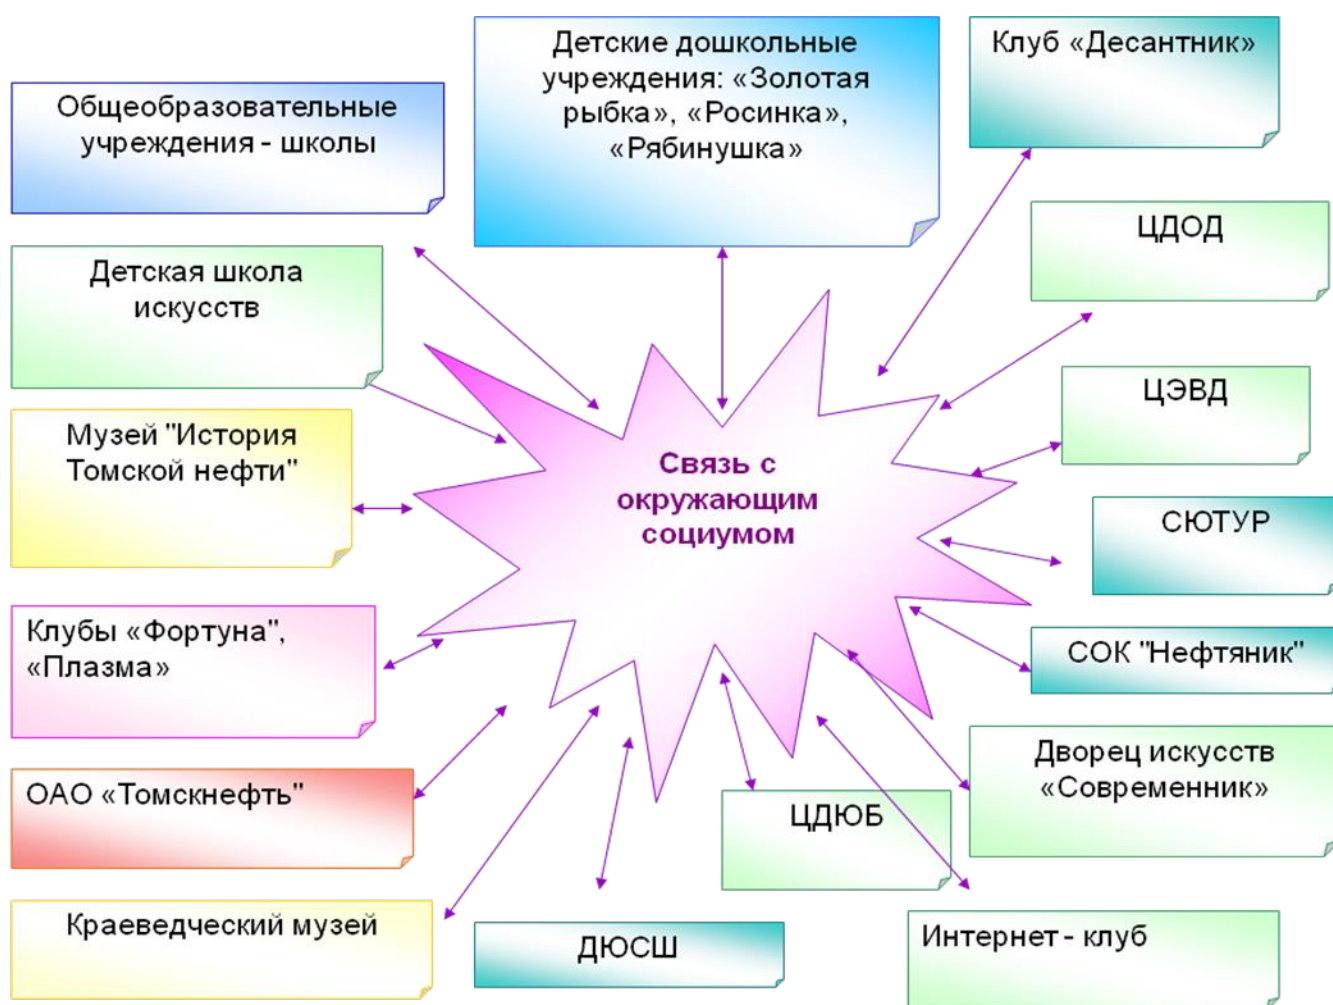 Детские дошкольные
учреждения: «Золотая
рыбка», «Росинка»,
«Рябинушка»
Клуб «Десантник»
Общеобразовательные
учреждения - школы
ЦДОД
Детская школа
искусств
ЦЭВД
Музей "История
Томской нефти"
Связь с
окружающим
социумом
СЮТУР
Клубы «Фортуна",
«Плазма»
СОК "Нефтяник"
Дворец искусств
«Современник»
ОАО «Томскнефть"
ЦДЮБ
Краеведческий музей
ДЮСШ
Интернет - клуб